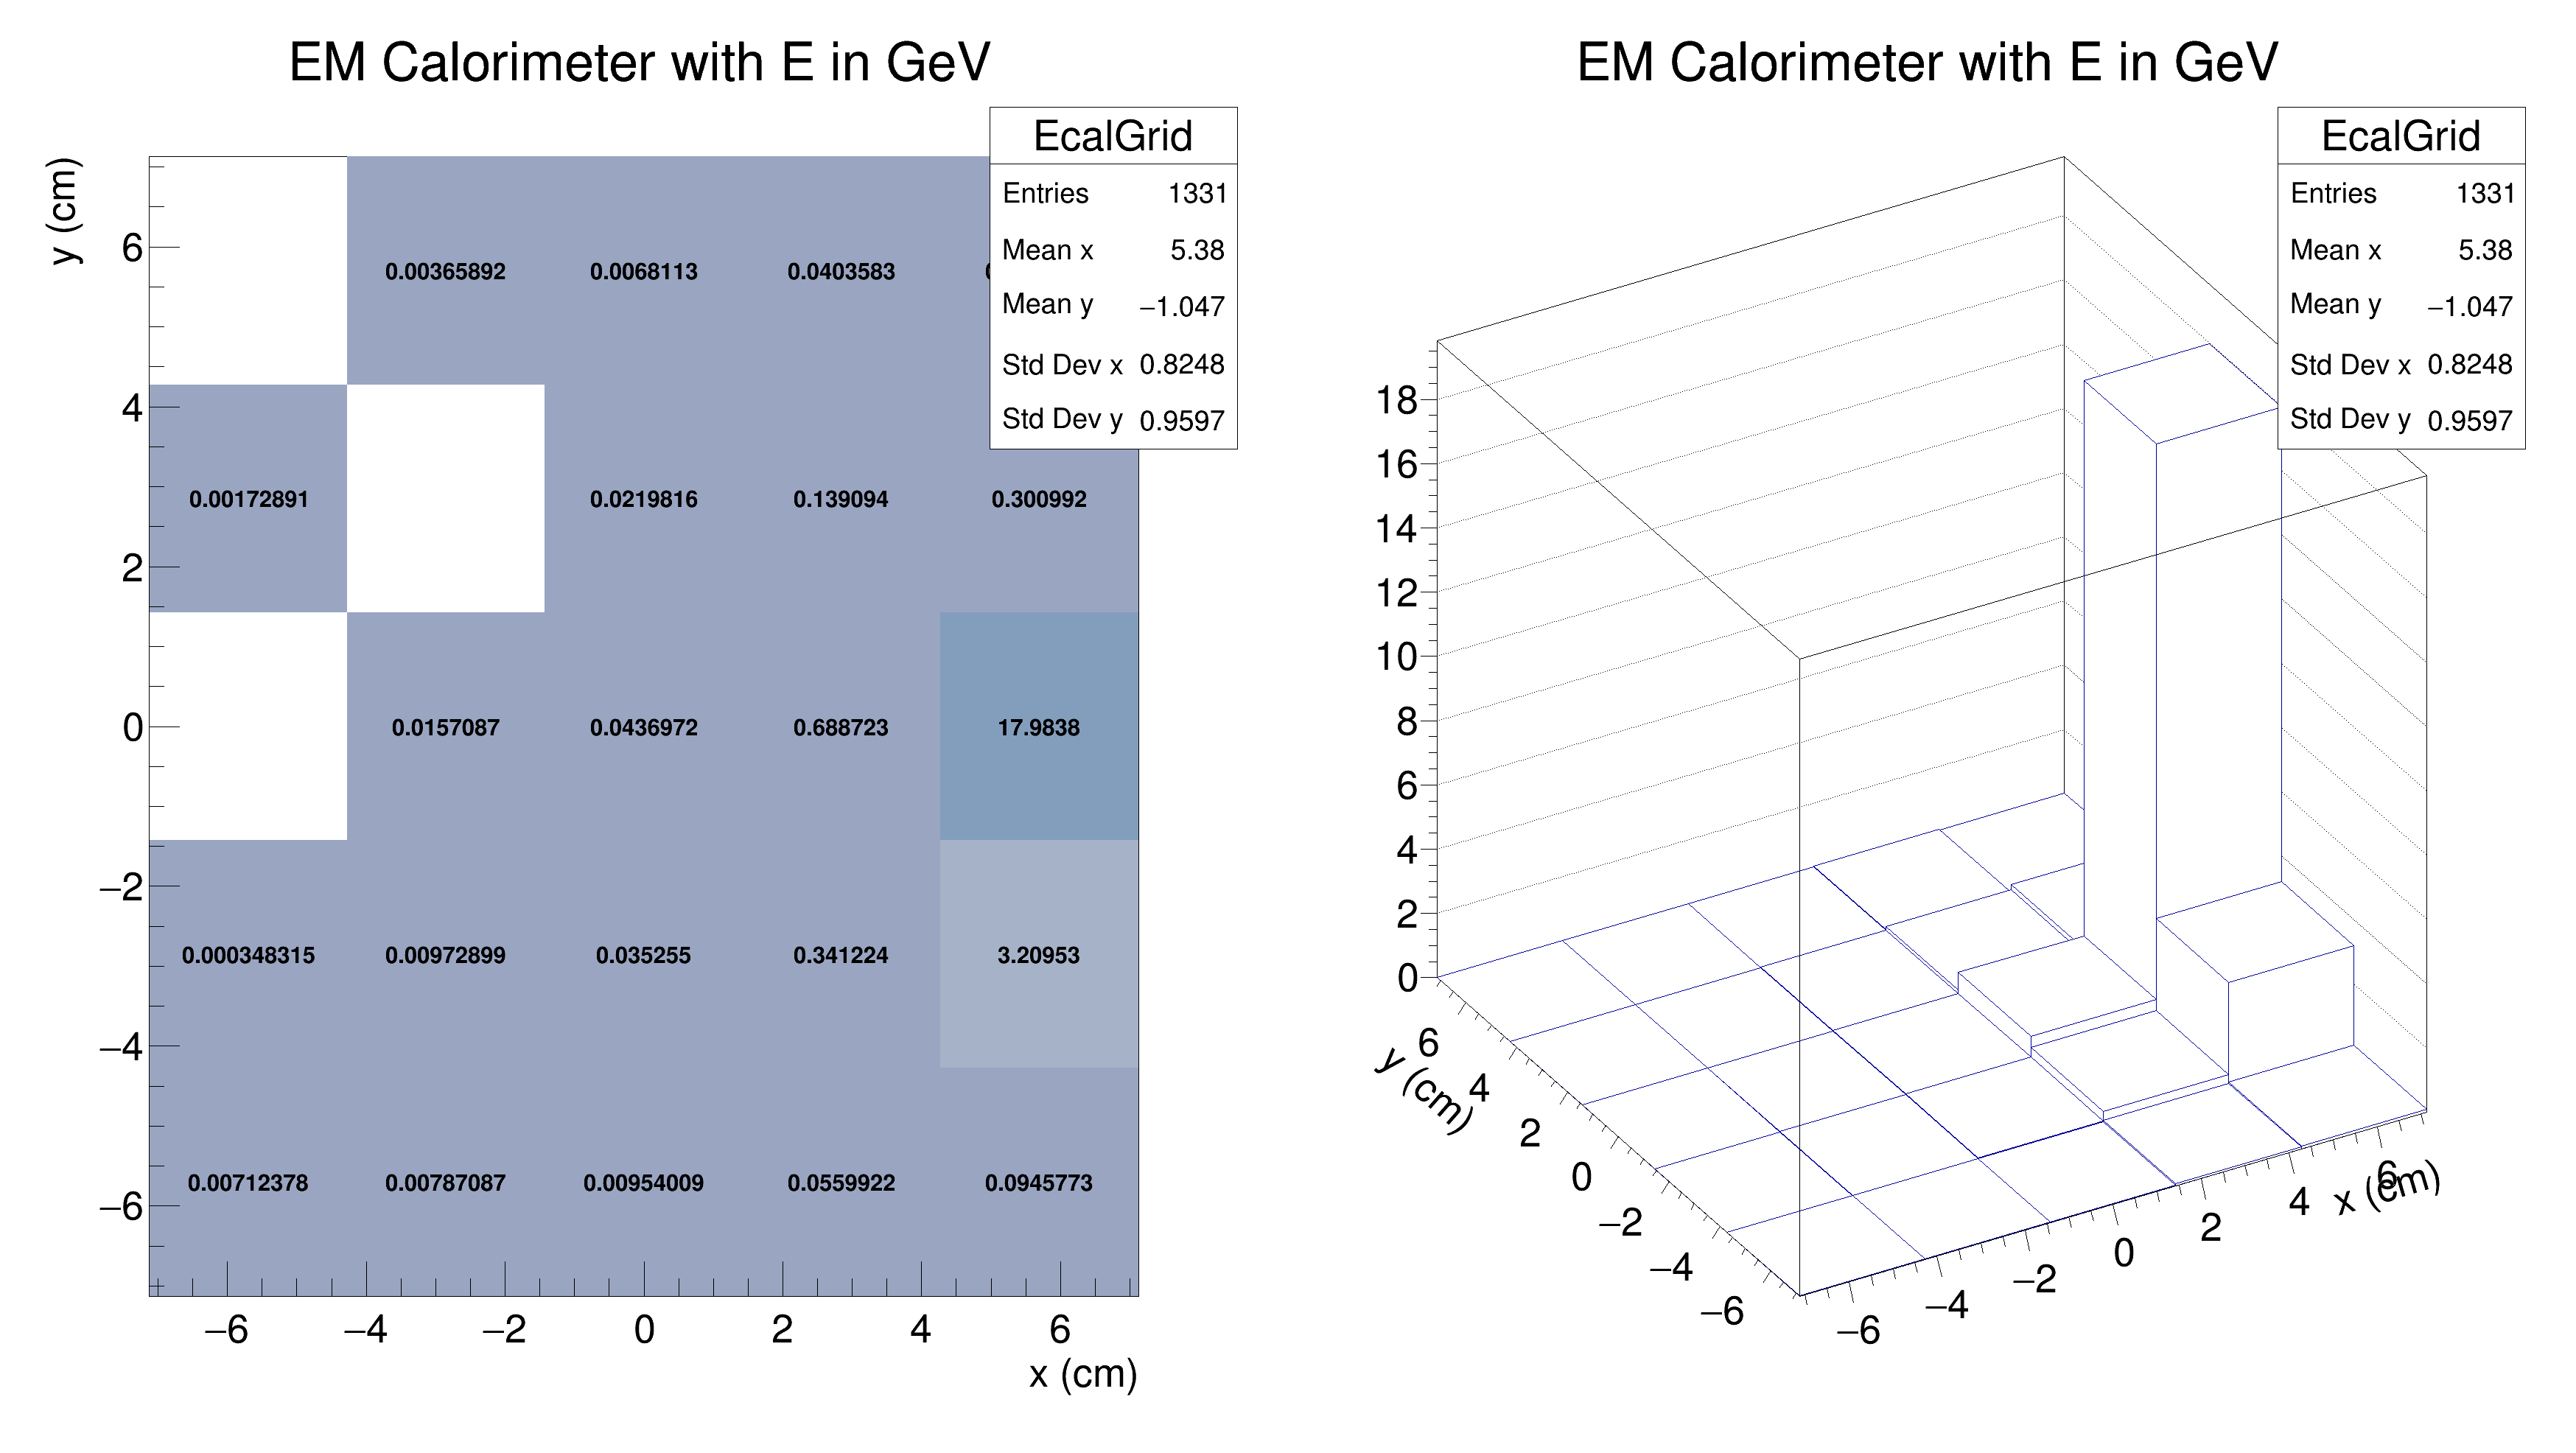 EM Calorimeter with E in GeV
EcalGrid
Entries 1331
Mean x 5.38
Mean y −1.047
Std Dev x 0.8248
Std Dev y 0.9597
y (cm)
6
4
2
0
−2
−4
−6
0.00365892 0.0068113 0.0403583
0.00172891 0.0219816 0.139094 0.300992
0.0157087 0.0436972 0.688723 17.9838
0.000348315 0.00972899 0.035255 0.341224 3.20953
0.00712378 0.00787087 0.00954009 0.0559922 0.0945773
−6 −4 −2 0 2 4 6
x (cm)
EM Calorimeter with E in GeV
EcalGrid
Entries 1331
Mean x 5.38
Mean y −1.047
Std Dev x 0.8248
Std Dev y 0.9597
18
16
14
12
10
8
6
4
2
0
6
4
2
0
−2
−4
−6
y (cm)
−6 −4 −2 0 2 4 6
x (cm)